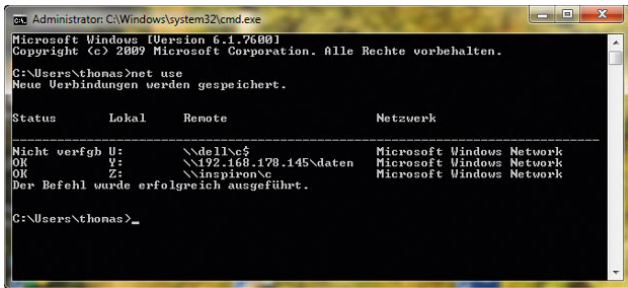 Administrator: C:\Windows\system32\cmd.exe
Microsoft Windows [Version 6.1.7600]
Copyright (c) 2009 Microsoft Corporation. Alle Rechte vorbehalten.
C:\Users\thomas>net use
Neue Verbindungen werden gespeichert.
Status Lokal Remote Netzwerk
-------------------------------------------------------------------------------
Nicht verfgb U: \\dell\c$ Microsoft Windows Network
OK Y: \\192.168.178.145\daten Microsoft Windows Network
OK Z: \\inspiron\c Microsoft Windows Network
Der Befehl wurde erfolgreich ausgeführt.
C:\Users\thomas>_